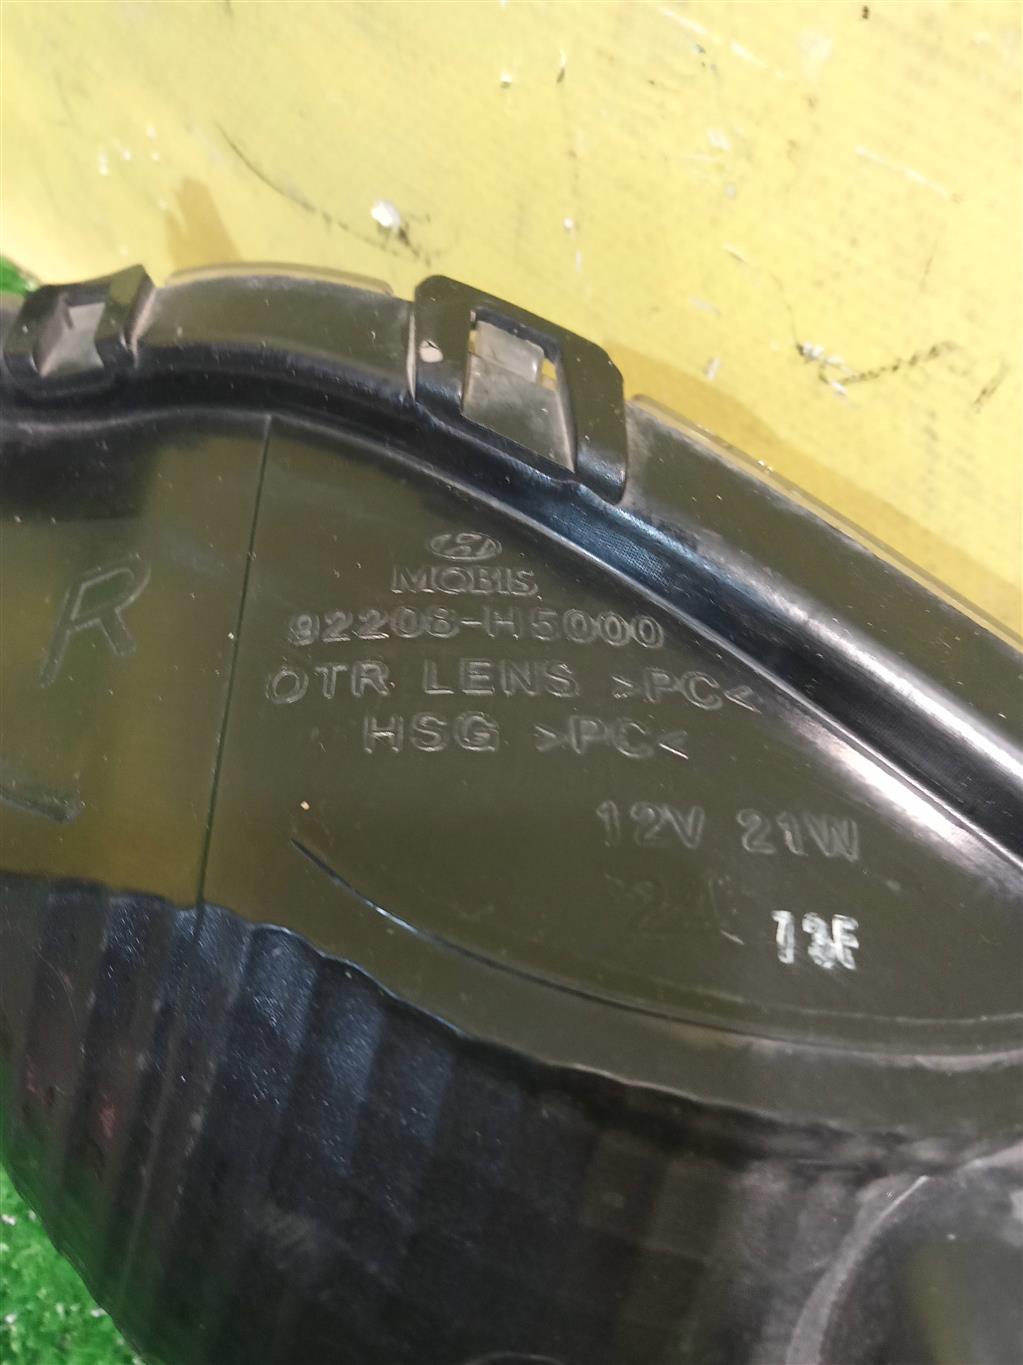 R
MOBIS
92208-H5000
OTR LENS >PC<
HSG >PC<
12V 21W
13F